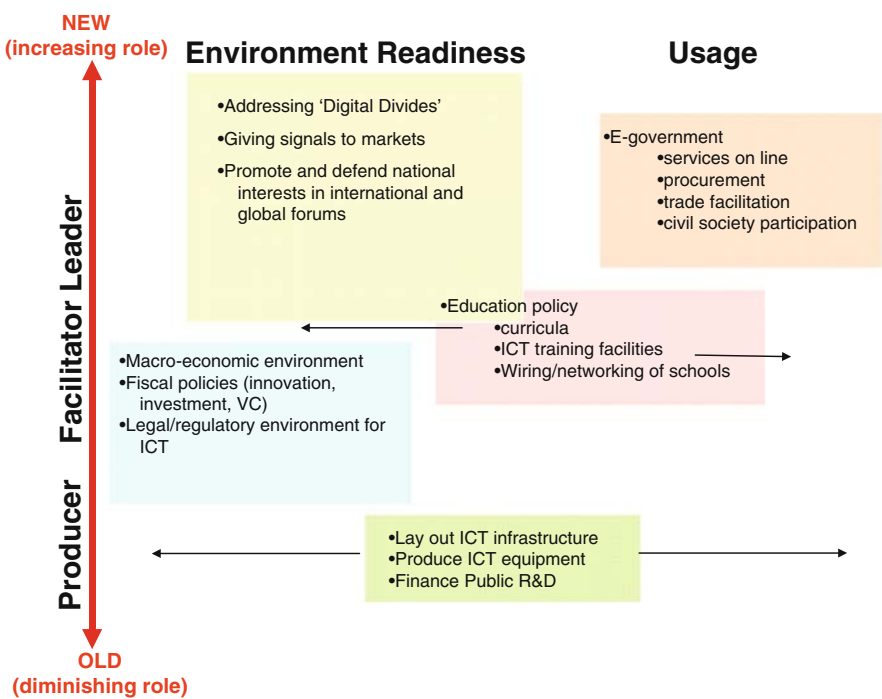 NEW
(increasing role)
Environment Readiness
Usage
•Addressing ‘Digital Divides’
•Giving signals to markets
•Promote and defend national
interests in international and
global forums
•E-government
•services on line
•procurement
•trade facilitation
•civil society participation
Leader
Facilitator
Producer
•Education policy
•curricula
•ICT training facilities
•Wiring/networking of schools
•Macro-economic environment
•Fiscal policies (innovation,
investment, VC)
•Legal/regulatory environment for
ICT
•Lay out ICT infrastructure
•Produce ICT equipment
•Finance Public R&D
OLD
(diminishing role)